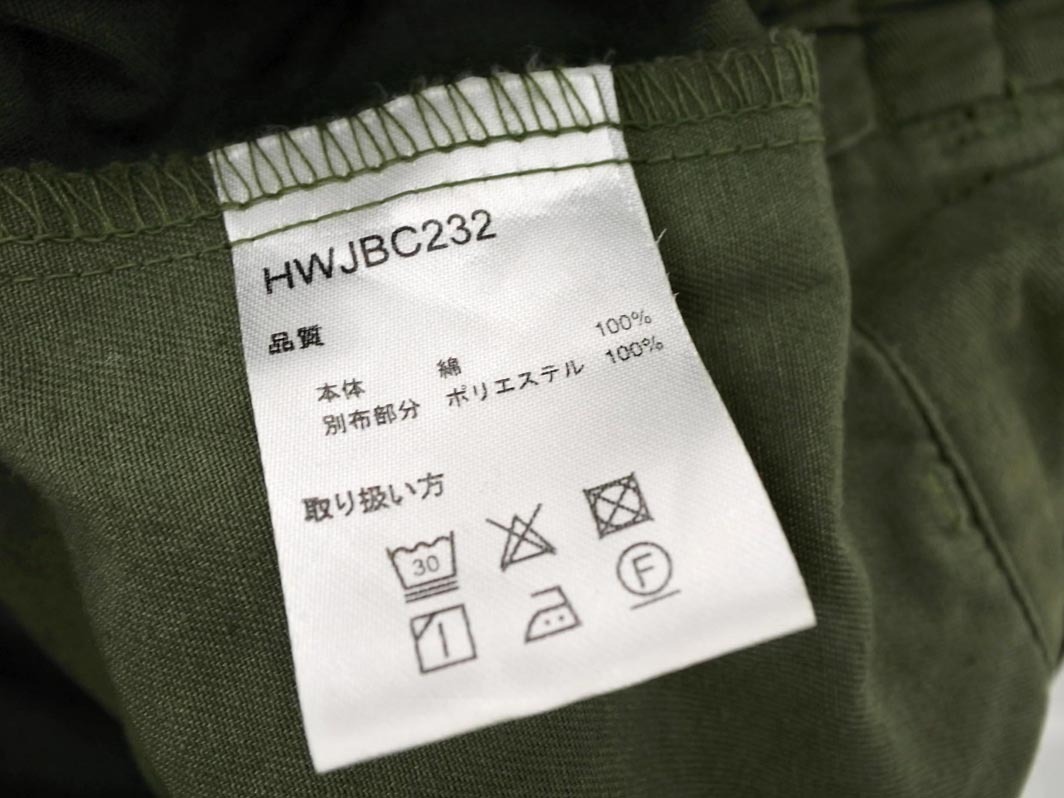 HWJBC232
品質
本体 綿 100%
別布部分 ポリエステル 100%
取り扱い方
30
F